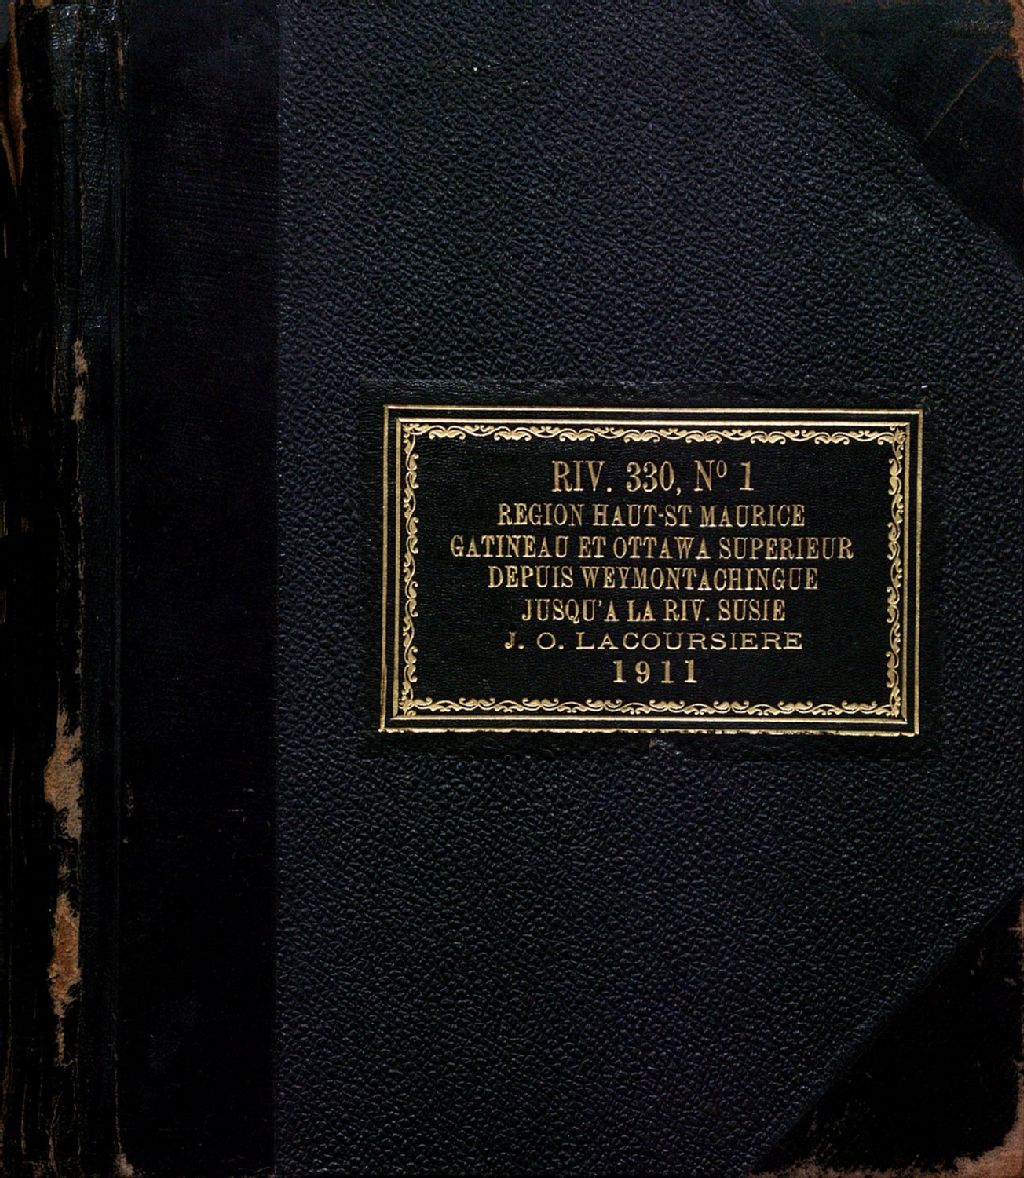 RIV. 330, Nº 1
REGION HAUT-ST MAURICE
GATINEAU ET OTTAWA SUPERIEUR
DEPUIS WEYMONTACHINGUE
JUSQU'A LA RIV. SUSIE
J. O. LACOURSIERE
1911